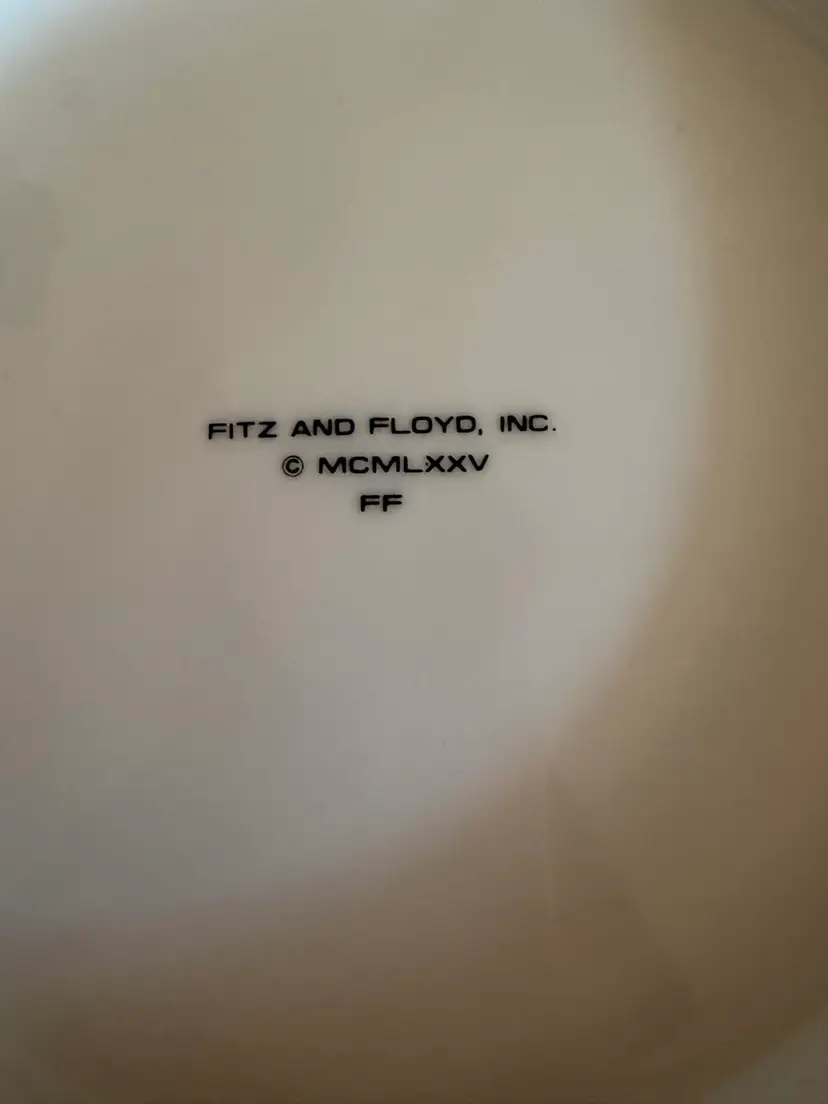 FITZ AND FLOYD, INC.
© MCMLXXV
FF